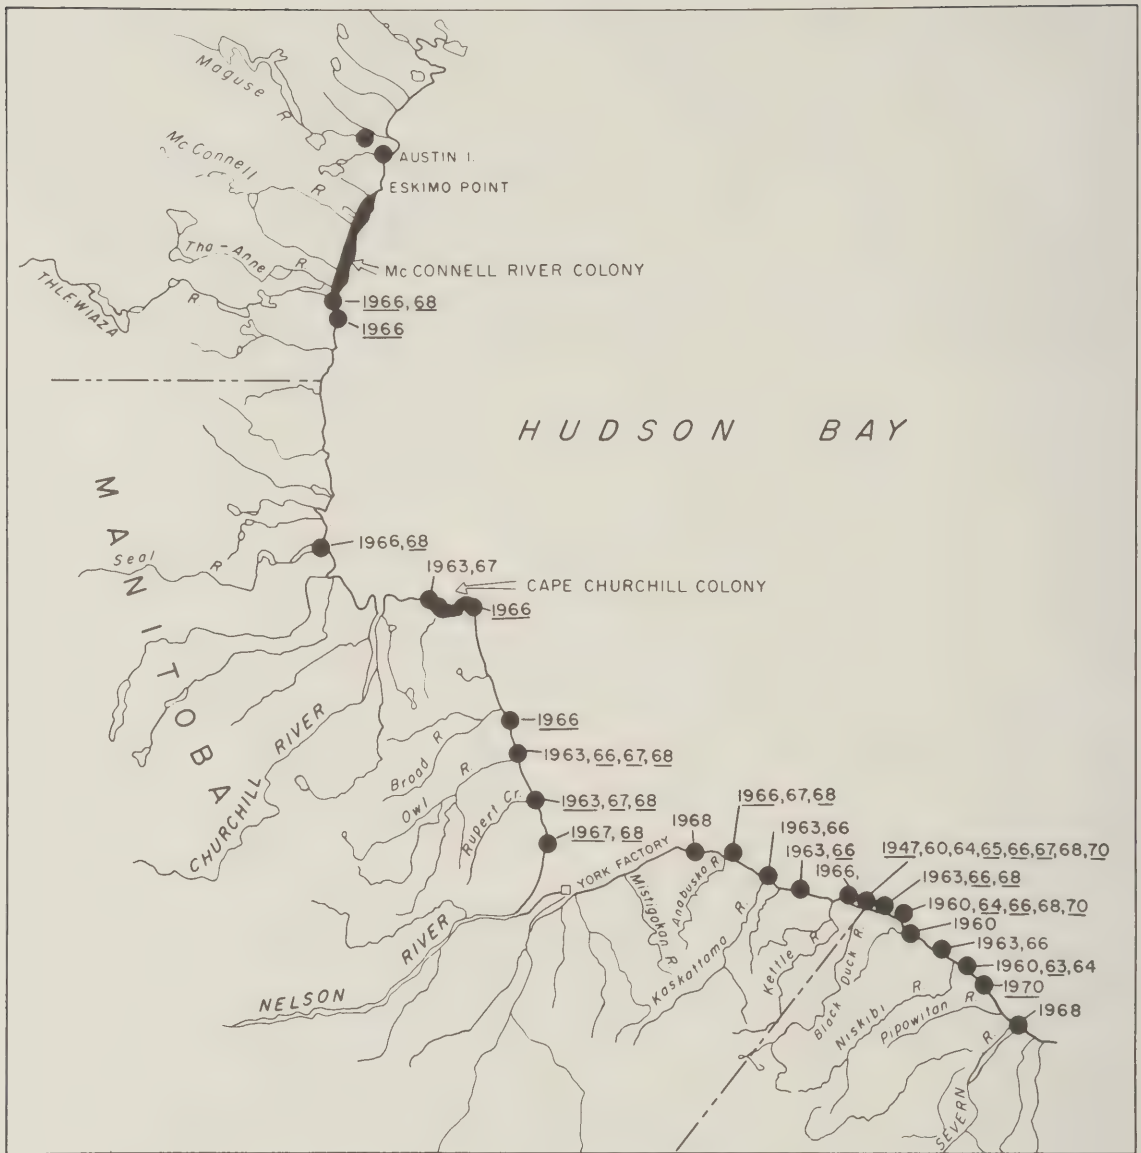 Maguse R
McConnell R
AUSTIN I.
ESKIMO POINT
Tha-Anne R
McCONNELL RIVER COLONY
THLEWIAZA R
1966, 68
1966
HUDSON BAY
MANITOBA
Seal R
1966, 68
1963, 67
CAPE CHURCHILL COLONY
1966
CHURCHILL RIVER
1966
Broad R
1963, 66, 67, 68
Owl R.
1963, 67, 68
Rupert Cr.
1967, 68
YORK FACTORY
NELSON RIVER
1968
1966, 67, 68
1963, 66
1963, 66
1966,
1947, 60, 64, 65, 66, 67, 68, 70
1963, 66, 68
1960, 64, 66, 68, 70
1960
1963, 66
1960, 63, 64
1970
1968
Mistigokan R
Anabusko R
Kaskattama R.
Kettle R
Black Duck R.
Niskibi R
Pipowitan R
SEVERN R.